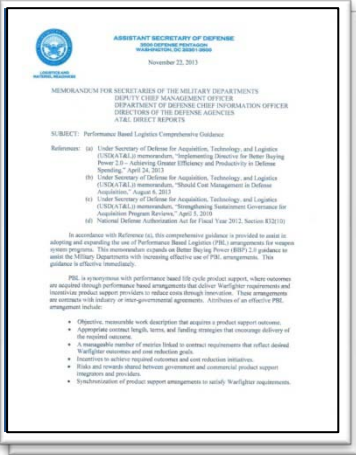 ASSISTANT SECRETARY OF DEFENSE
3500 DEFENSE PENTAGON
WASHINGTON, DC 20301-3500
November 22, 2013
LOGISTICS AND
MATERIEL READINESS
MEMORANDUM FOR SECRETARIES OF THE MILITARY DEPARTMENTS
DEPUTY CHIEF MANAGEMENT OFFICER
DEPARTMENT OF DEFENSE CHIEF INFORMATION OFFICER
DIRECTORS OF THE DEFENSE AGENCIES
AT&L DIRECT REPORTS
SUBJECT: Performance Based Logistics Comprehensive Guidance
References: (a) Under Secretary of Defense for Acquisition, Technology, and Logistics
(USD(AT&L)) memorandum, "Implementing Directive for Better Buying
Power 2.0 – Achieving Greater Efficiency and Productivity in Defense
Spending," April 24, 2013
(b) Under Secretary of Defense for Acquisition, Technology, and Logistics
(USD(AT&L)) memorandum, "Should Cost Management in Defense
Acquisition," August 6, 2013
(c) Under Secretary of Defense for Acquisition, Technology, and Logistics
(USD(AT&L)) memorandum, "Strengthening Sustainment Governance for
Acquisition Program Reviews," April 5, 2010
(d) National Defense Authorization Act for Fiscal Year 2012, Section 832(10)
In accordance with Reference (a), this comprehensive guidance is provided to assist in
adopting and expanding the use of Performance Based Logistics (PBL) arrangements for weapon
system programs. This memorandum expands on Better Buying Power (BBP) 2.0 guidance to
assist the Military Departments with increasing effective use of PBL arrangements. This
guidance is effective immediately.
PBL is synonymous with performance based life cycle product support, where outcomes
are acquired through performance based arrangements that deliver Warfighter requirements and
incentivize product support providers to reduce costs through innovation. These arrangements
are contracts with industry or inter-governmental agreements. Attributes of an effective PBL
arrangement include:
• Objective, measurable work description that acquires a product support outcome.
• Appropriate contract length, terms, and funding strategies that encourage delivery of
the required outcome.
• A manageable number of metrics linked to contract requirements that reflect desired
Warfighter outcomes and cost reduction goals.
• Incentives to achieve required outcomes and cost reduction initiatives.
• Risks and rewards shared between government and commercial product support
integrators and providers.
• Synchronization of product support arrangements to satisfy Warfighter requirements.